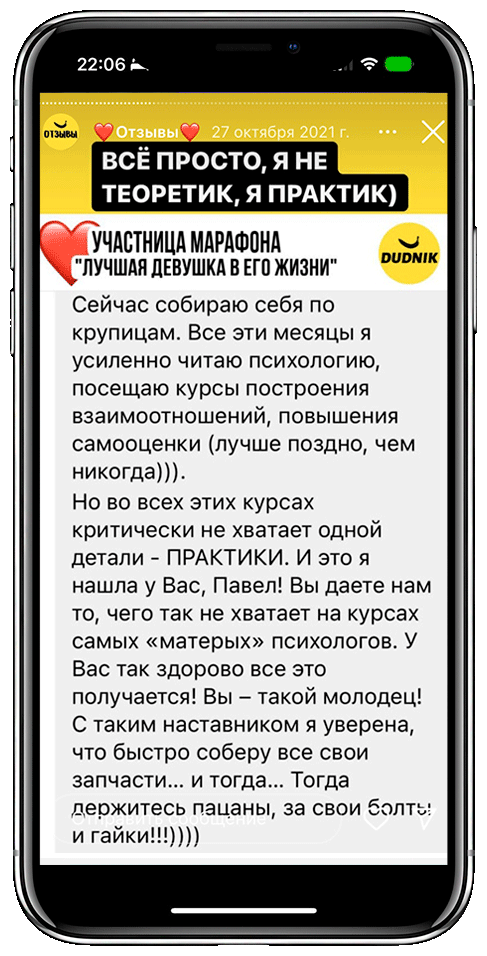 22:06
ОТЗЫВЫ
❤️Отзывы❤️ 27 октября 2021 г.
ВСЁ ПРОСТО, Я НЕ
ТЕОРЕТИК, Я ПРАКТИК)
УЧАСТНИЦА МАРАФОНА
"ЛУЧШАЯ ДЕВУШКА В ЕГО ЖИЗНИ"
DUDNIK
Сейчас собираю себя по
крупицам. Все эти месяцы я
усиленно читаю психологию,
посещаю курсы построения
взаимоотношений, повышения
самооценки (лучше поздно, чем
никогда))).
Но во всех этих курсах
критически не хватает одной
детали - ПРАКТИКИ. И это я
нашла у Вас, Павел! Вы даете нам
то, чего так не хватает на курсах
самых «матерых» психологов. У
Вас так здорово все это
получается! Вы – такой молодец!
С таким наставником я уверена,
что быстро соберу все свои
запчасти... и тогда... Тогда
держитесь пацаны, за свои болты
и гайки!!!))))
Отправить сообщение